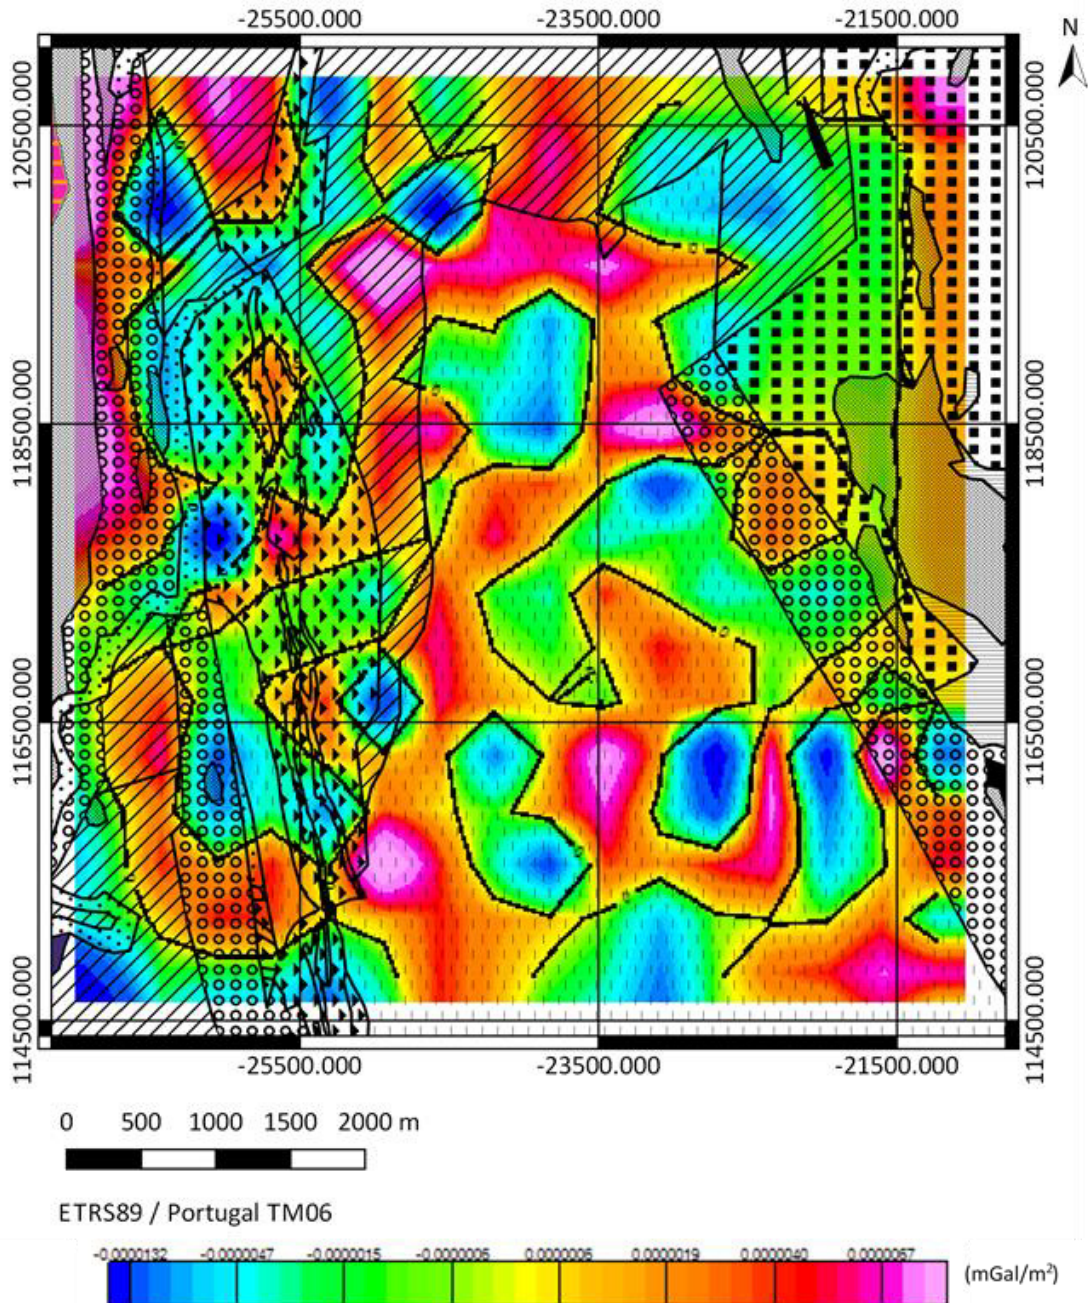 -25500.000 -23500.000 -21500.000
N
120500.000 120500.000
118500.000 118500.000
116500.000 116500.000
114500.000 114500.000
-25500.000 -23500.000 -21500.000
0 500 1000 1500 2000 m
ETRS89 / Portugal TM06
-0.0000132 -0.0000047 -0.0000015 -0.0000005 0.0000006 0.0000019 0.0000040 0.0000067 (mGal/m²)